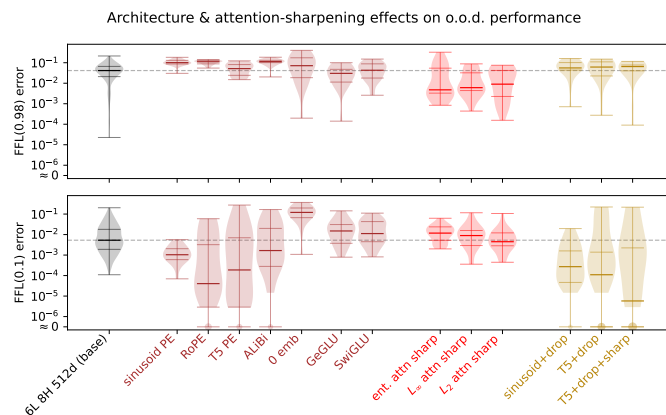 Architecture & attention-sharpening effects on o.o.d. performance
FFL(0.98) error
10⁻¹
10⁻²
10⁻³
10⁻⁴
10⁻⁵
10⁻⁶
≈ 0
FFL(0.1) error
10⁻¹
10⁻²
10⁻³
10⁻⁴
10⁻⁵
10⁻⁶
≈ 0
6L 8H 512d (base)
sinusoid PE
RoPE
T5 PE
ALiBi
0 emb
GeGLU
SwiGLU
ent. attn sharp
L∞ attn sharp
L₂ attn sharp
sinusoid+drop
T5+drop
T5+drop+sharp